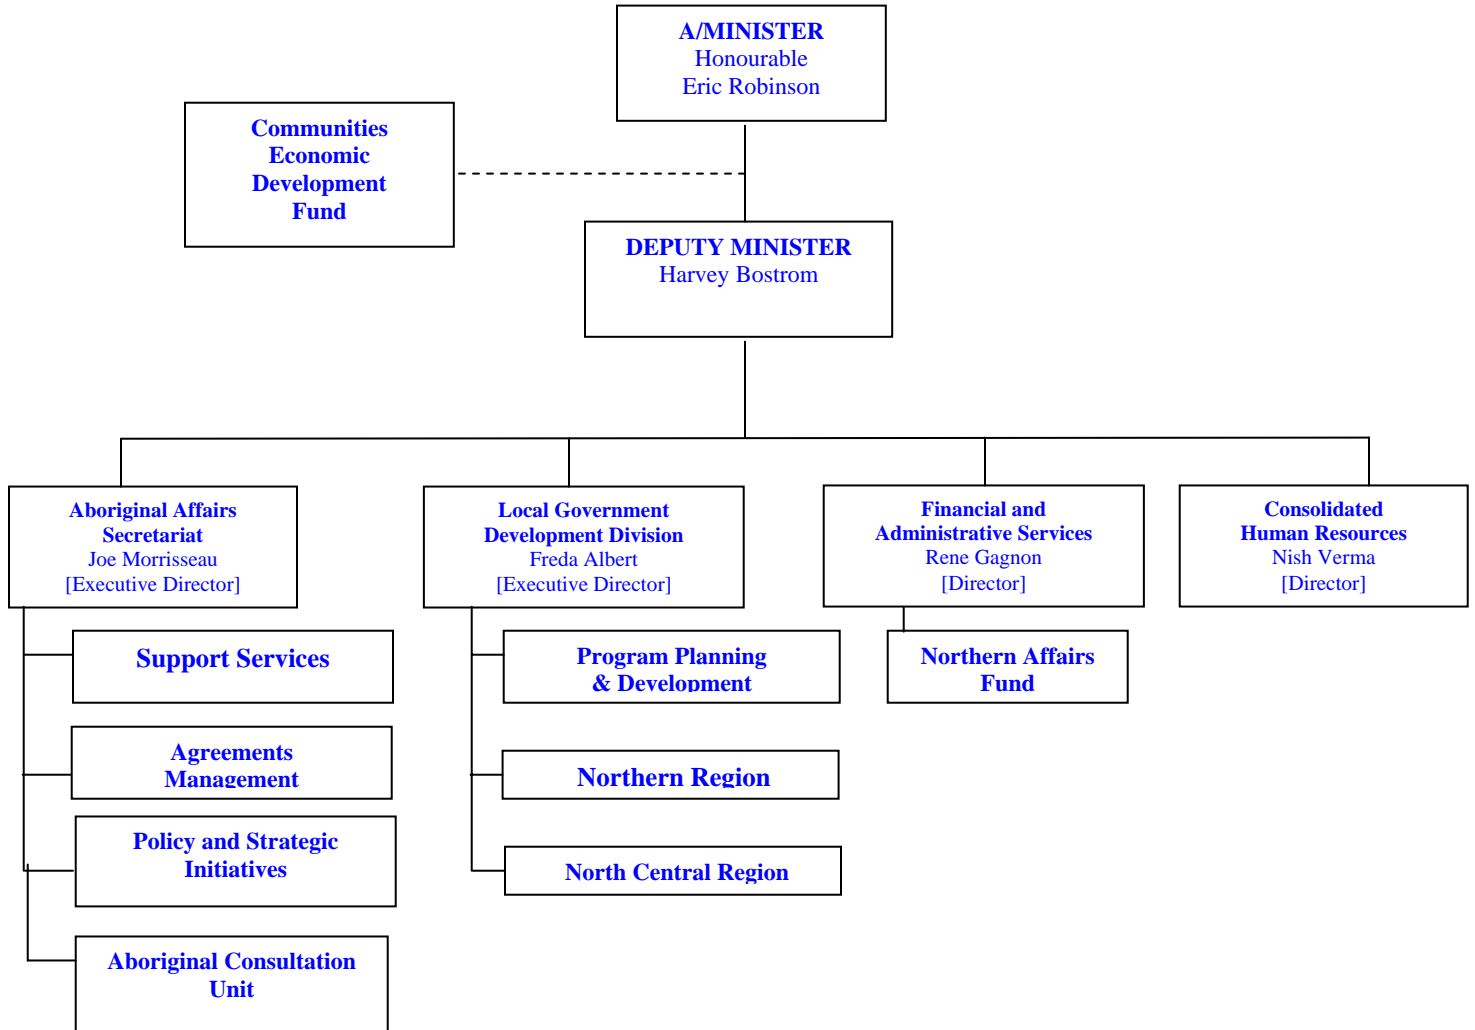 A/MINISTER
Honourable
Eric Robinson
Communities
Economic
Development
Fund
DEPUTY MINISTER
Harvey Bostrom
Aboriginal Affairs
Secretariat
Joe Morrisseau
[Executive Director]
Local Government
Development Division
Freda Albert
[Executive Director]
Financial and
Administrative Services
Rene Gagnon
[Director]
Consolidated
Human Resources
Nish Verma
[Director]
Support Services
Agreements
Management
Policy and Strategic
Initiatives
Aboriginal Consultation
Unit
Program Planning
& Development
Northern Region
North Central Region
Northern Affairs
Fund